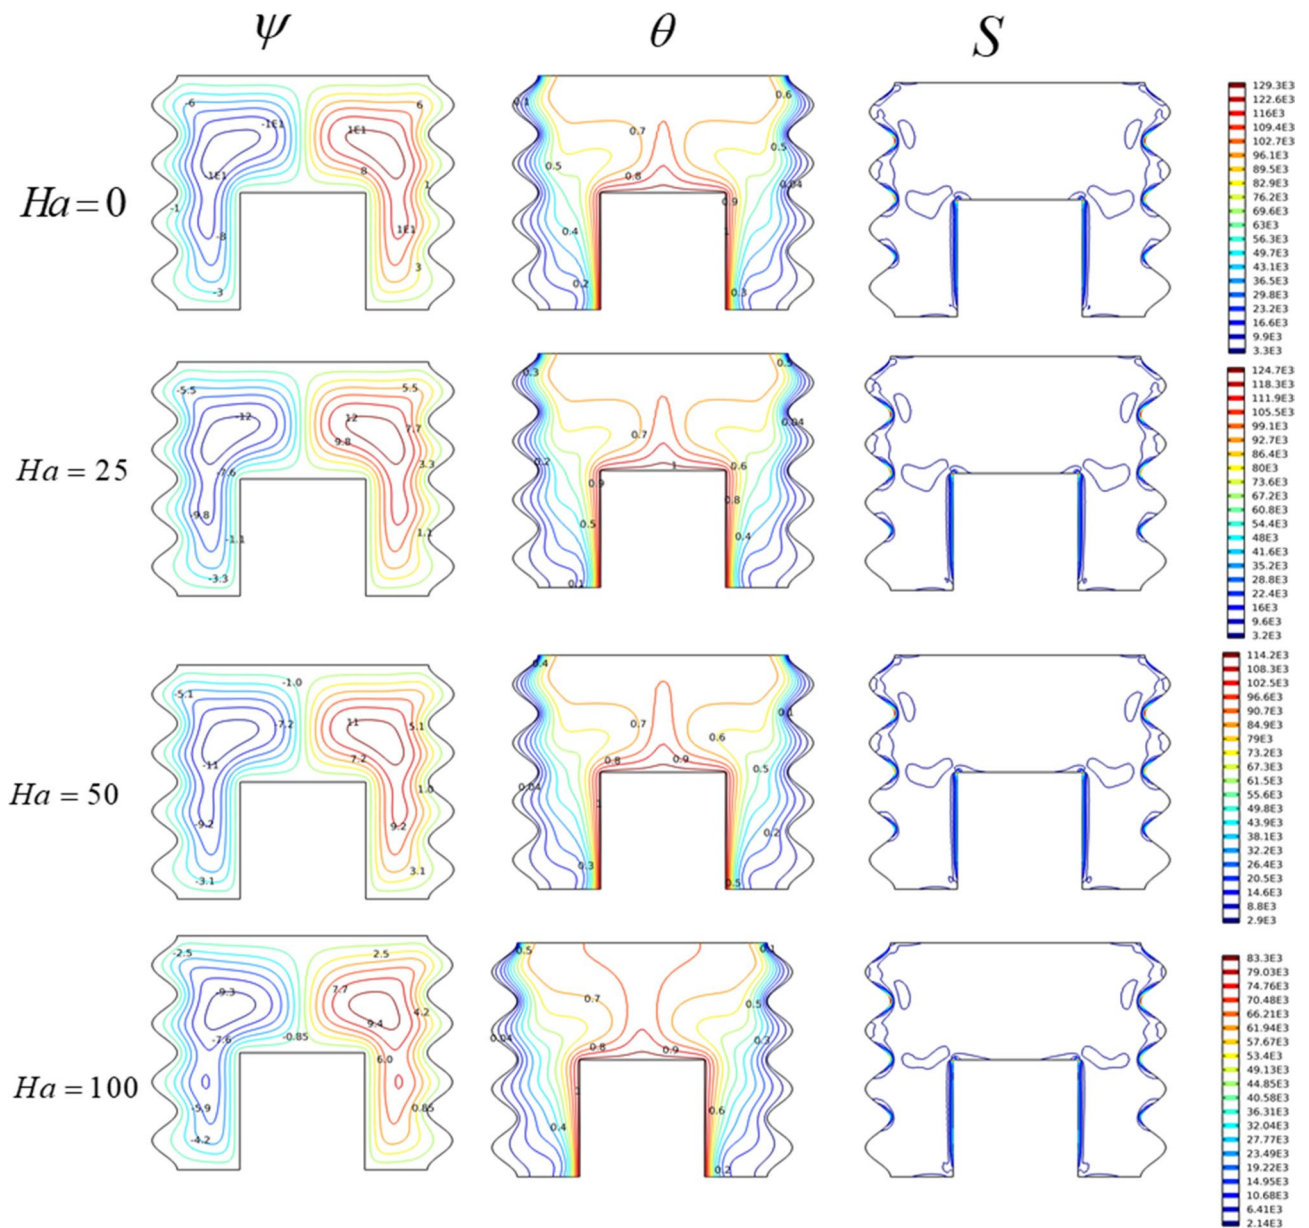 ψ θ S
Ha = 0
-6
-1E1
-1E1
-1
-8
-3
6
1E1
8
1
1E1
3
0.1
0.7
0.6
0.5
0.5
0.8
0.04
0.9
0.4
1
0.2
0.3
129.3E3
122.6E3
116E3
109.4E3
102.7E3
96.1E3
89.5E3
82.9E3
76.2E3
69.6E3
63E3
56.3E3
49.7E3
43.1E3
36.5E3
29.8E3
23.2E3
16.6E3
9.9E3
3.3E3
Ha = 25
-5.5
-12
-7.6
-9.8
-1.1
-3.3
5.5
12
7.7
9.8
3.3
1.1
0.3
0.5
0.04
0.7
0.2
1
0.6
0.9
0.8
0.5
0.4
0.1
124.7E3
118.3E3
111.9E3
105.5E3
99.1E3
92.7E3
86.4E3
80E3
73.6E3
67.2E3
60.8E3
54.4E3
48E3
41.6E3
35.2E3
28.8E3
22.4E3
16E3
9.6E3
3.2E3
Ha = 50
-5.1
-1.0
-7.2
-11
-9.2
-3.1
11
5.1
7.2
1.0
9.2
3.1
0.4
0.1
0.7
0.6
0.8
0.9
0.5
0.04
1
0.2
0.3
0.5
114.2E3
108.3E3
102.5E3
96.6E3
90.7E3
84.9E3
79E3
73.2E3
67.3E3
61.5E3
55.6E3
49.8E3
43.9E3
38.1E3
32.2E3
26.4E3
20.5E3
14.6E3
8.8E3
2.9E3
Ha = 100
-2.5
-9.3
-7.6
-0.85
-5.9
-4.2
2.5
7.7
4.2
9.4
6.0
0.85
0.5
0.1
0.7
0.5
0.04
0.3
0.8
0.9
1
0.6
0.4
0.2
83.3E3
79.03E3
74.76E3
70.48E3
66.21E3
61.94E3
57.67E3
53.4E3
49.13E3
44.85E3
40.58E3
36.31E3
32.04E3
27.77E3
23.49E3
19.22E3
14.95E3
10.68E3
6.41E3
2.14E3